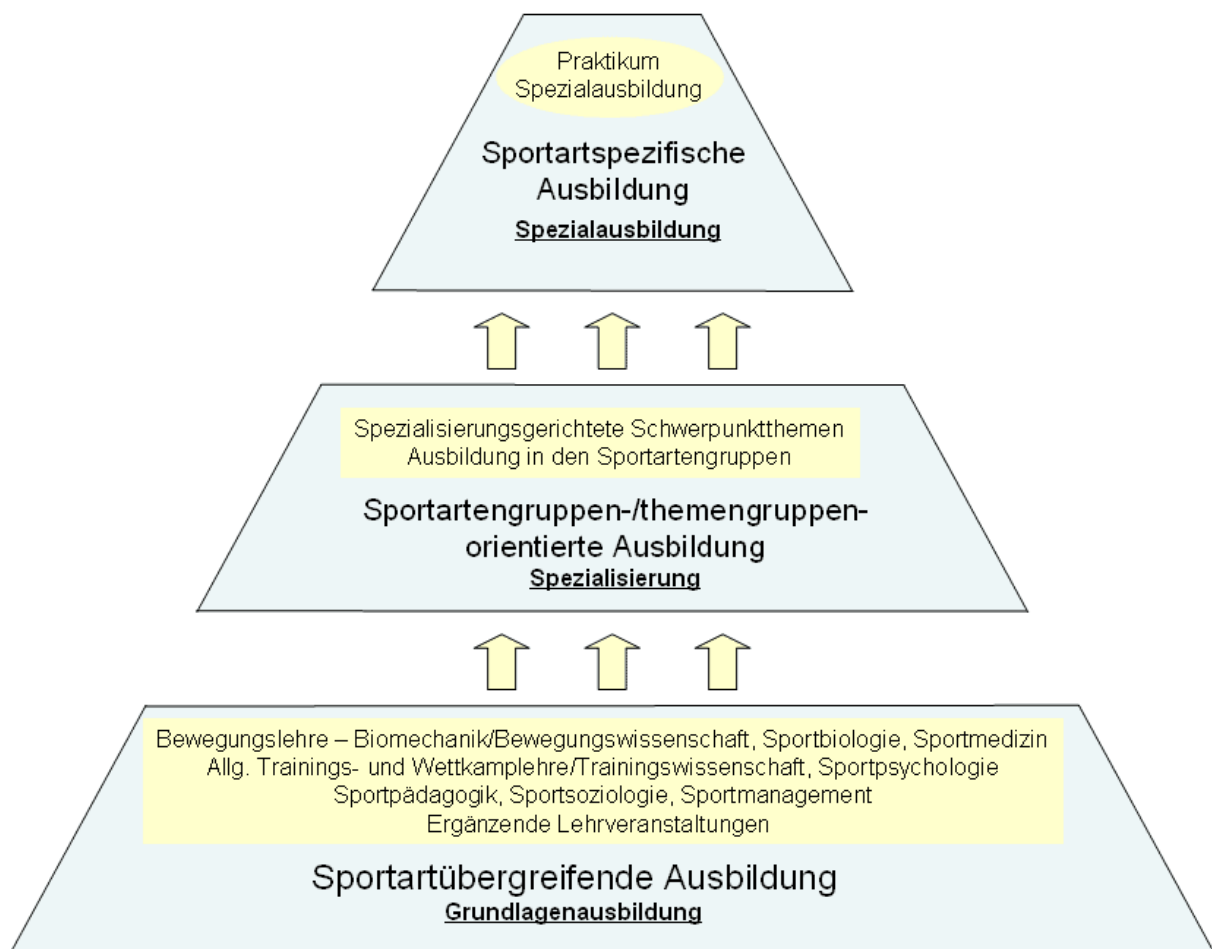 Praktikum
Spezialausbildung
Sportartspezifische
Ausbildung
Spezialausbildung
Spezialisierungsgerichtete Schwerpunktthemen
Ausbildung in den Sportartengruppen
Sportartengruppen-/themengruppen-
orientierte Ausbildung
Spezialisierung
Bewegungslehre – Biomechanik/Bewegungswissenschaft, Sportbiologie, Sportmedizin
Allg. Trainings- und Wettkamplehre/Trainingswissenschaft, Sportpsychologie
Sportpädagogik, Sportsoziologie, Sportmanagement
Ergänzende Lehrveranstaltungen
Sportartübergreifende Ausbildung
Grundlagenausbildung